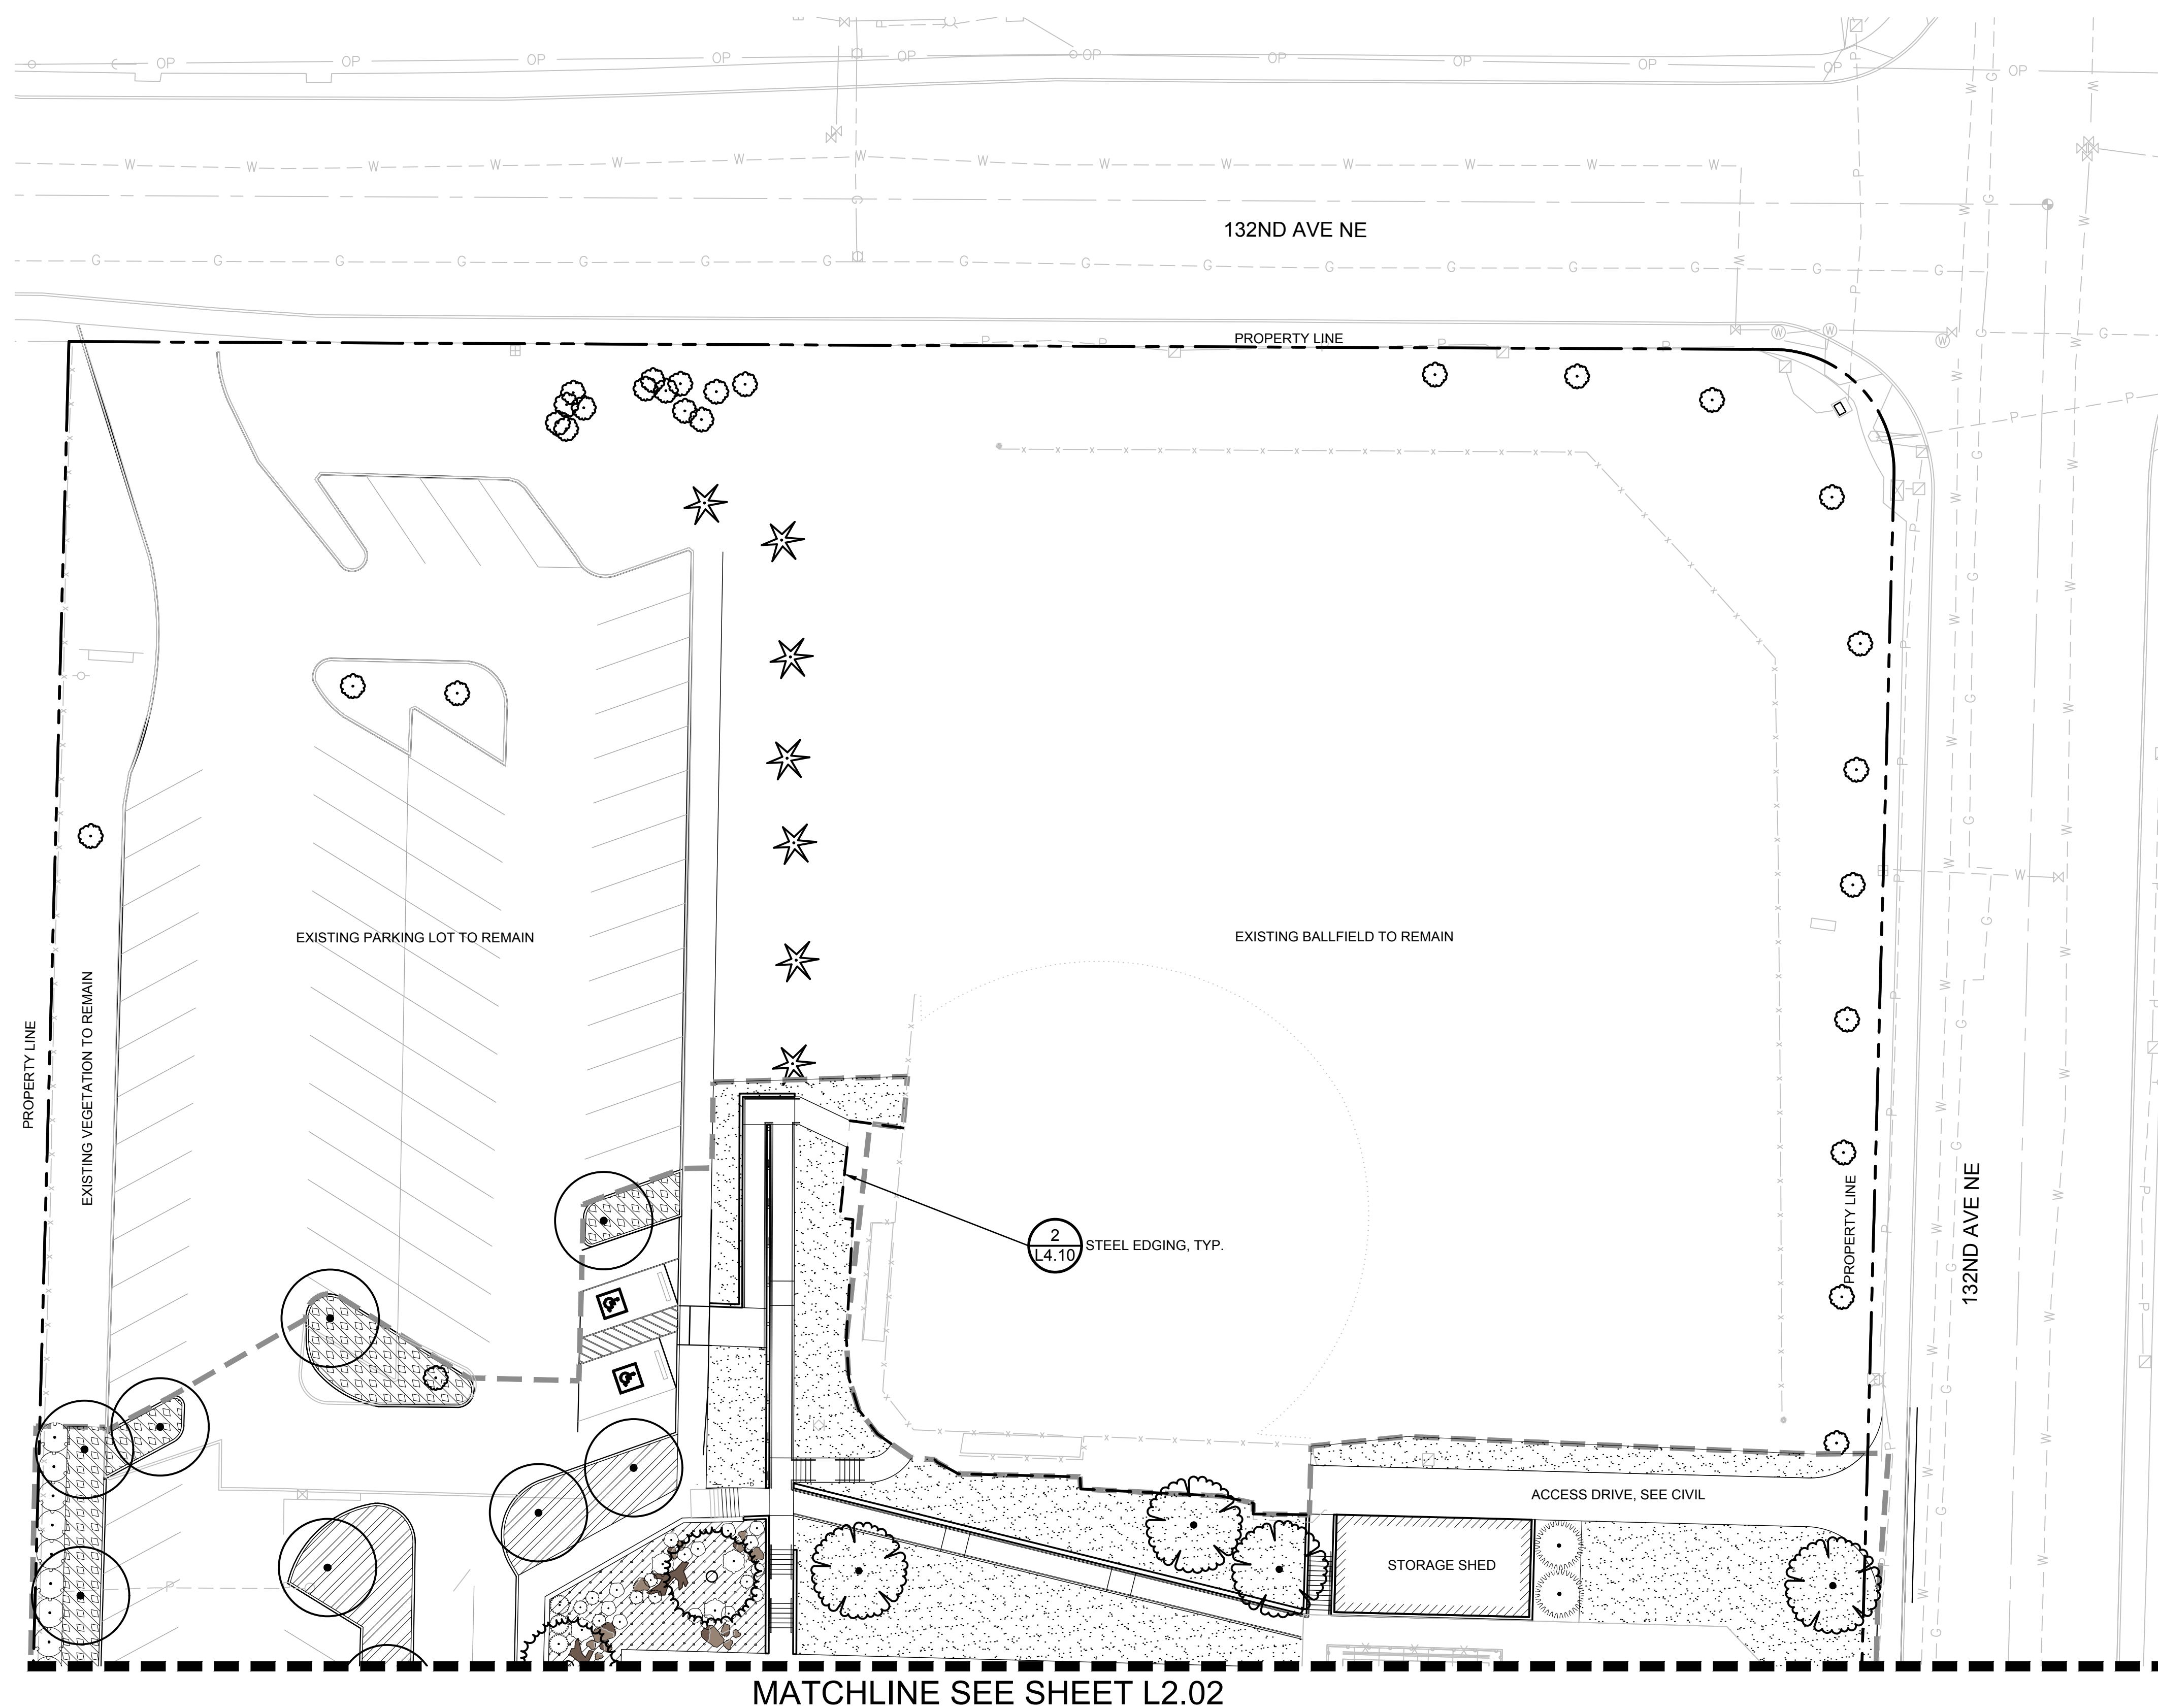 132ND AVE NE
PROPERTY LINE
EXISTING PARKING LOT TO REMAIN
EXISTING BALLFIELD TO REMAIN
PROPERTY LINE
EXISTING VEGETATION TO REMAIN
2
L4.10
STEEL EDGING, TYP.
PROPERTY LINE
132ND AVE NE
ACCESS DRIVE, SEE CIVIL
STORAGE SHED
MATCHLINE SEE SHEET L2.02